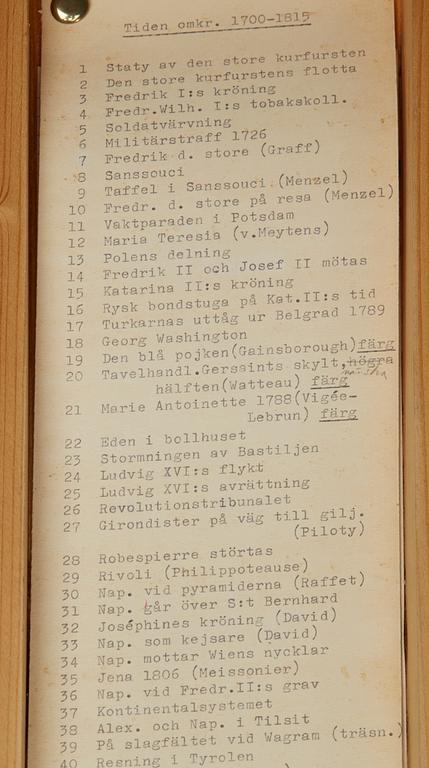 Tiden omkr. 1700-1815
1 Staty av den store kurfursten
2 Den store kurfurstens flotta
3 Fredrik I:s kröning
4 Fredr.Wilh. I:s tobakskoll.
5 Soldatvärvning
6 Militärstraff 1726
7 Fredrik d. store (Graff)
8 Sanssouci
9 Taffel i Sanssouci (Menzel)
10 Fredr. d. store på resa (Menzel)
11 Vaktparaden i Potsdam
12 Maria Teresia (v.Meytens)
13 Polens delning
14 Fredrik II och Josef II mötas
15 Katarina II:s kröning
16 Rysk bondstuga på Kat.II:s tid
17 Turkarnas uttåg ur Belgrad 1789
18 Georg Washington
19 Den blå pojken(Gainsborough)färg
20 Tavelhandl.Gersaints skylt,högra
hälften(Watteau) färg
21 Marie Antoinette 1788(Vigée-
Lebrun) färg
22 Eden i bollhuset
23 Stormningen av Bastiljen
24 Ludvig XVI:s flykt
25 Ludvig XVI:s avrättning
26 Revolutionstribunalet
27 Girondister på väg till gilj.
(Piloty)
28 Robespierre störtas
29 Rivoli (Philippoteause)
30 Nap. vid pyramiderna (Raffet)
31 Nap. går över S:t Bernhard
32 Joséphines kröning (David)
33 Nap. som kejsare (David)
34 Nap. mottar Wiens nycklar
35 Jena 1806 (Meissonier)
36 Nap. vid Fredr.II:s grav
37 Kontinentalsystemet
38 Alex. och Nap. i Tilsit
39 På slagfältet vid Wagram (träsn.)
40 Resning i Tyrolen